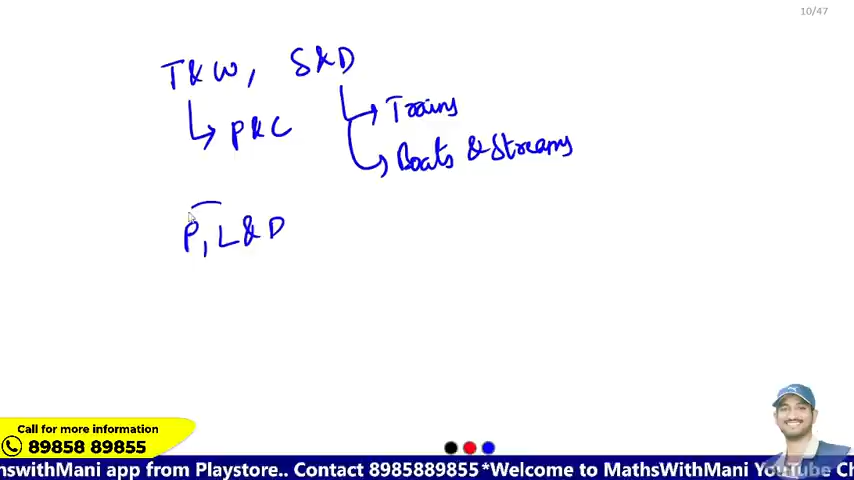 10/47
T&W, S&D
Trains
P&C
Boats & Streams
P, L&D
Call for more information
89858 89855
nswithMani app from Playstore.. Contact 8985889855*Welcome to MathsWithMani YouTube Ch